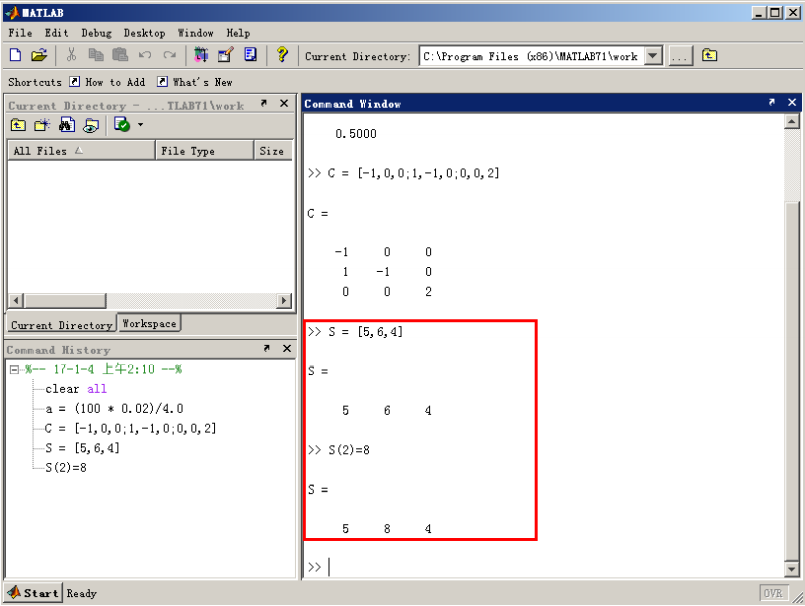 MATLAB
File Edit Debug Desktop Window Help
Current Directory: C:\Program Files (x86)\MATLAB71\work ...
Shortcuts How to Add What's New
Current Directory - ...TLAB71\work
All Files File Type Size
Current Directory Workspace
Command History
%-- 17-1-4 上午2:10 --%
clear all
a = (100 * 0.02)/4.0
C = [-1,0,0;1,-1,0;0,0,2]
S = [5,6,4]
S(2)=8
Command Window
0.5000
>> C = [-1,0,0;1,-1,0;0,0,2]
C =
-1 0 0
1 -1 0
0 0 2
>> S = [5,6,4]
S =
5 6 4
>> S(2)=8
S =
5 8 4
>>
Start Ready
OVR